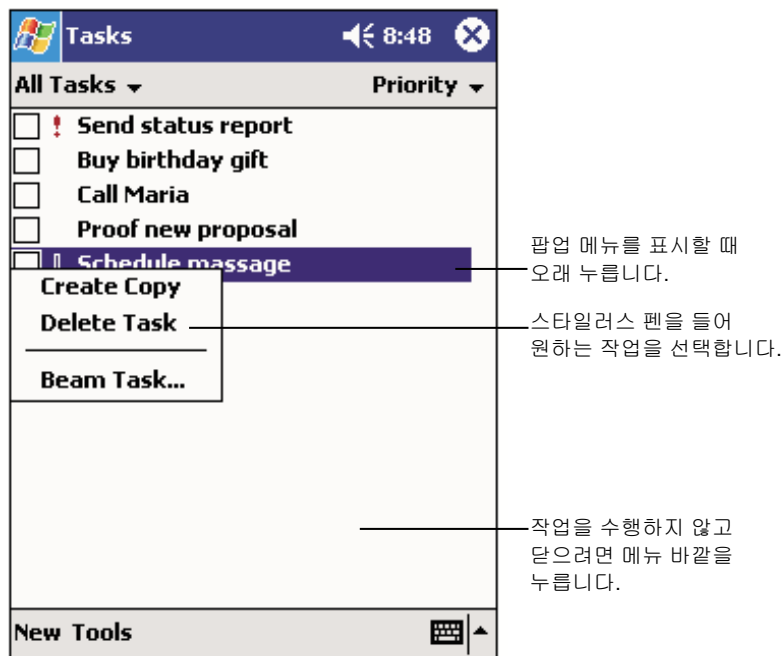 Tasks 8:48
All Tasks Priority
! Send status report
Buy birthday gift
Call Maria
Proof new proposal
Schedule massage
Create Copy
Delete Task
Beam Task...
팝업 메뉴를 표시할 때
오래 누릅니다.
스타일러스 펜을 들어
원하는 작업을 선택합니다.
작업을 수행하지 않고
닫으려면 메뉴 바깥을
누릅니다.
New Tools